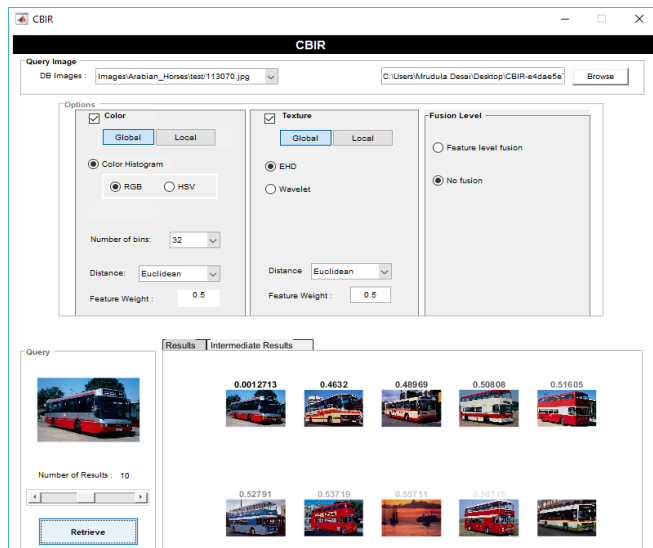 CBIR
CBIR
Query Image
DB Images : Images\Arabian_Horses\test/113070.jpg C:\Users\Mrudula Desai\Desktop\CBIR-e4dae5e Browse
Options
Color Texture Fusion Level
Global Local Global Local
Feature level fusion
Color Histogram EHD
No fusion
RGB HSV Wavelet
Number of bins: 32
Distance: Euclidean Distance Euclidean
Feature Weight : 0.5 Feature Weight : 0.5
Results Intermediate Results
Query
0.0012713 0.4632 0.48969 0.50808 0.51605
Number of Results : 10
0.52791 0.53719 0.55711 0.56715
Retrieve